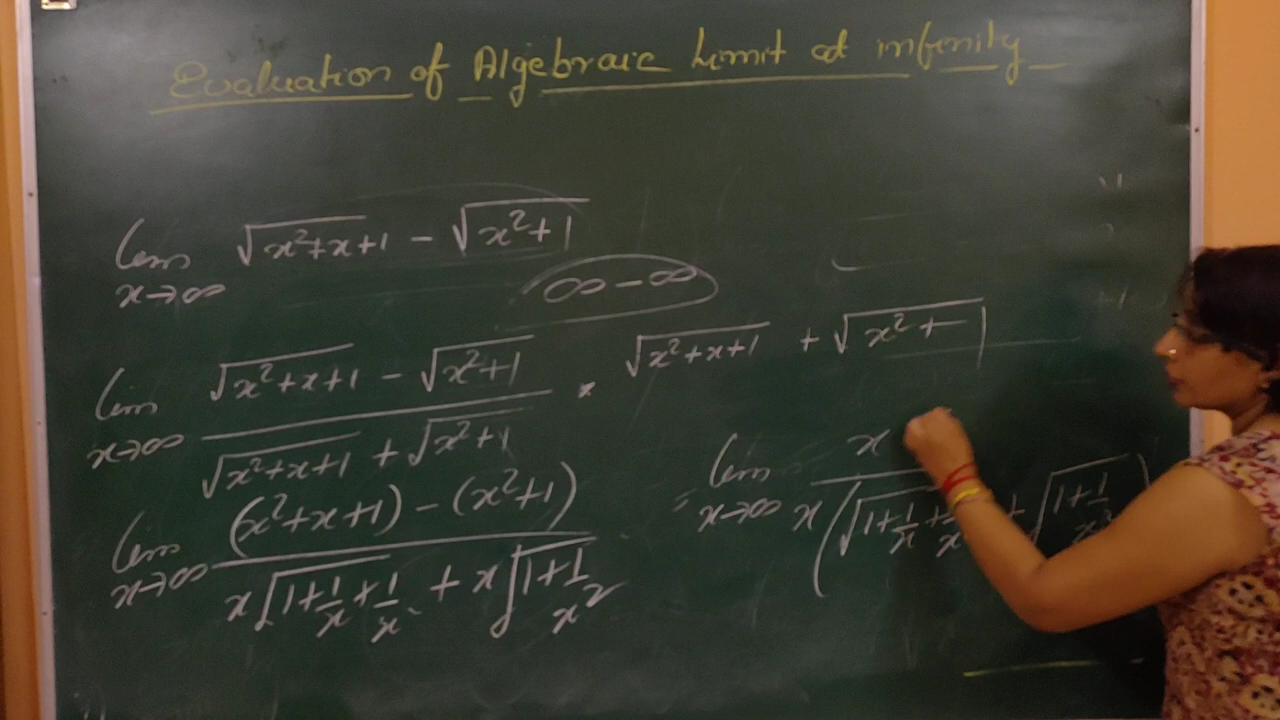 Evaluation of Algebraic Limit at infinity
lim x→∞ √x²+x+1 − √x²+1
∞ − ∞
lim x→∞ (√x²+x+1 − √x²+1) / (√x²+x+1 + √x²+1) × √x²+x+1 + √x²+1
lim x→∞ ((x²+x+1) − (x²+1)) / (x√1+1/x+1/x² + x√1+1/x²)
= lim x→∞ x / x(√1+1/x+1/x + √1+1/x²)